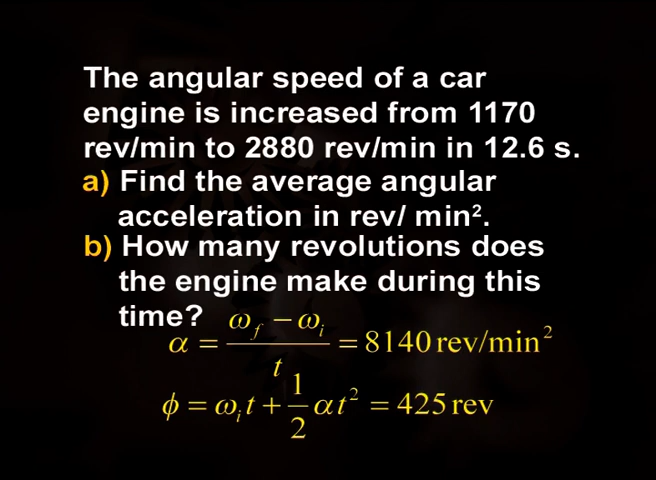 The angular speed of a car
engine is increased from 1170
rev/min to 2880 rev/min in 12.6 s.
a) Find the average angular
acceleration in rev/ min².
b) How many revolutions does
the engine make during this
time?
α = (ω_f − ω_i)/t = 8140 rev/min²
ϕ = ω_i t + 1/2 αt² = 425 rev